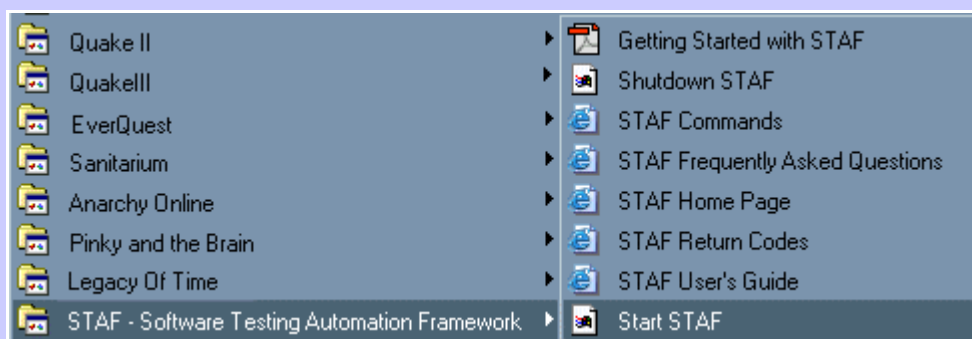 Quake II
QuakeIII
EverQuest
Sanitarium
Anarchy Online
Pinky and the Brain
Legacy Of Time
STAF - Software Testing Automation Framework
Getting Started with STAF
Shutdown STAF
STAF Commands
STAF Frequently Asked Questions
STAF Home Page
STAF Return Codes
STAF User's Guide
Start STAF